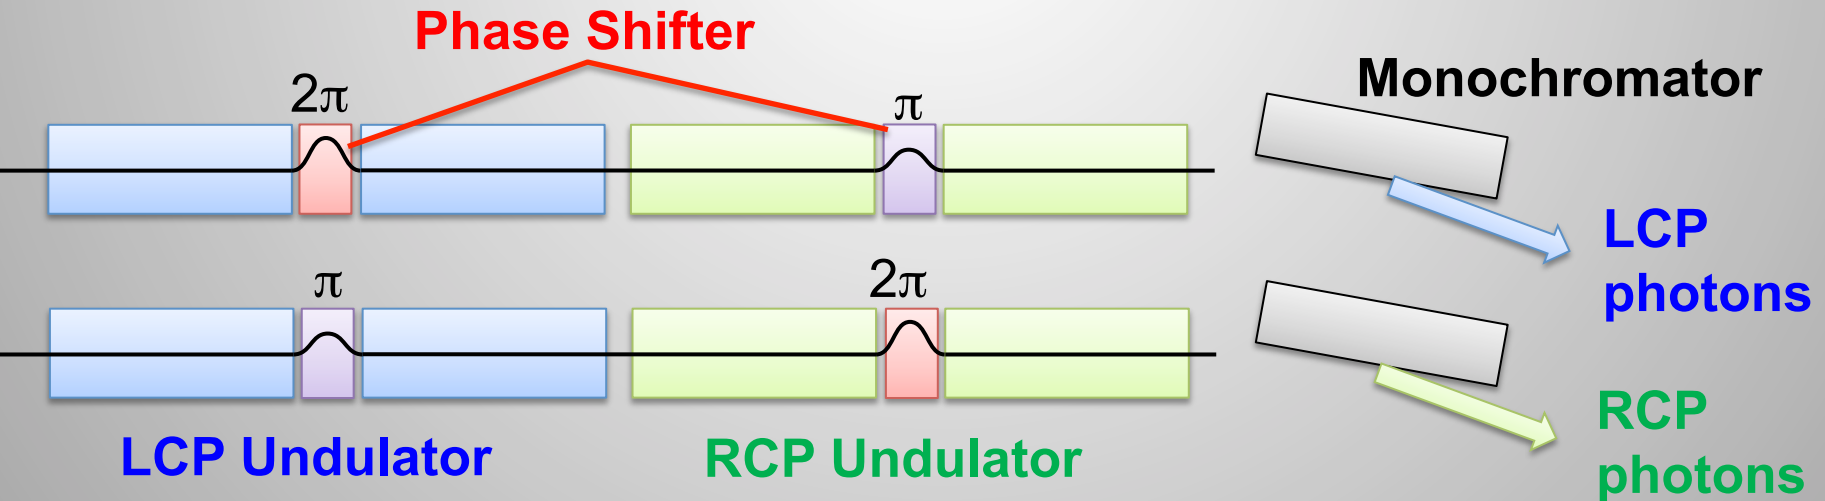 Phase Shifter
2π
π
Monochromator
LCP
photons
π
2π
RCP
photons
LCP Undulator
RCP Undulator